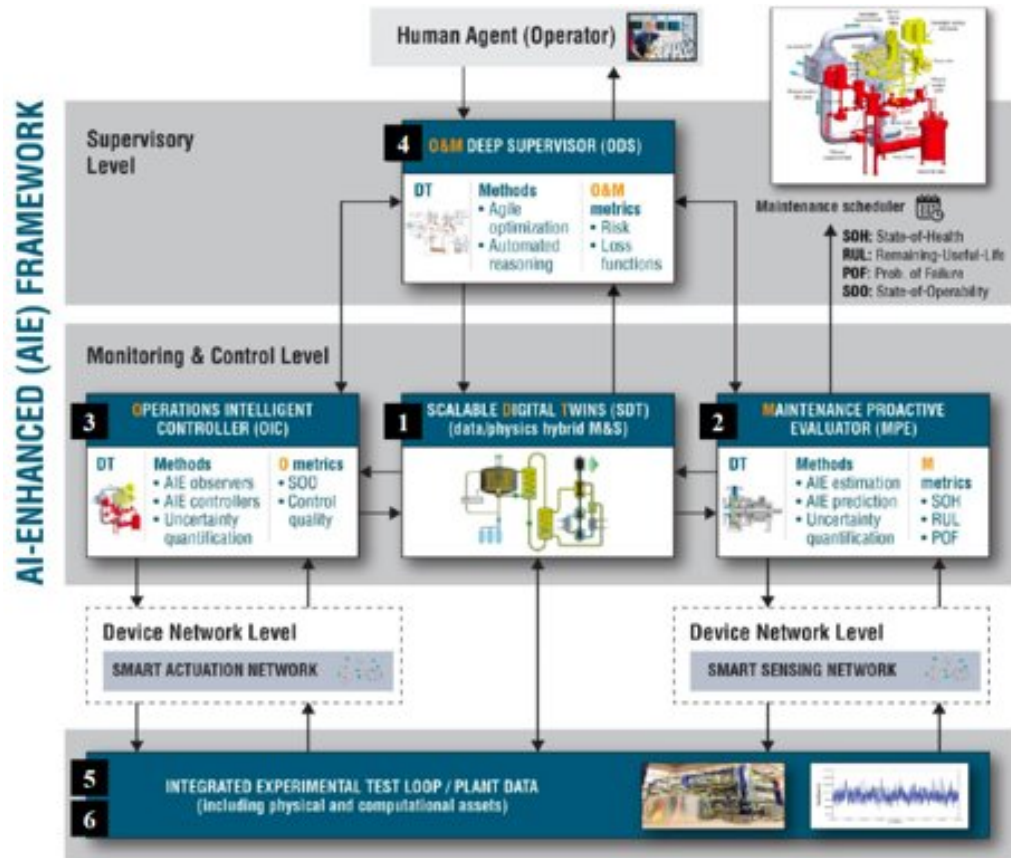 AI-ENHANCED (AIE) FRAMEWORK
Human Agent (Operator)
Supervisory
Level
4
O&M DEEP SUPERVISOR (ODS)
DT
Methods
• Agile
optimization
• Automated
reasoning
O&M
metrics
• Risk
• Loss
functions
Maintenance scheduler
SOH: State-of-Health
RUL: Remaining-Useful-Life
POF: Prob. of Failure
SOO: State-of-Operability
Monitoring & Control Level
3
OPERATIONS INTELLIGENT
CONTROLLER (OIC)
DT
Methods
• AIE observers
• AIE controllers
• Uncertainty
quantification
O metrics
• SOO
• Control
quality
1
SCALABLE DIGITAL TWINS (SDT)
(data/physics hybrid M&S)
2
MAINTENANCE PROACTIVE
EVALUATOR (MPE)
DT
Methods
• AIE estimation
• AIE prediction
• Uncertainty
quantification
M
metrics
• SOH
• RUL
• POF
Device Network Level
SMART ACTUATION NETWORK
Device Network Level
SMART SENSING NETWORK
5
6
INTEGRATED EXPERIMENTAL TEST LOOP / PLANT DATA
(including physical and computational assets)